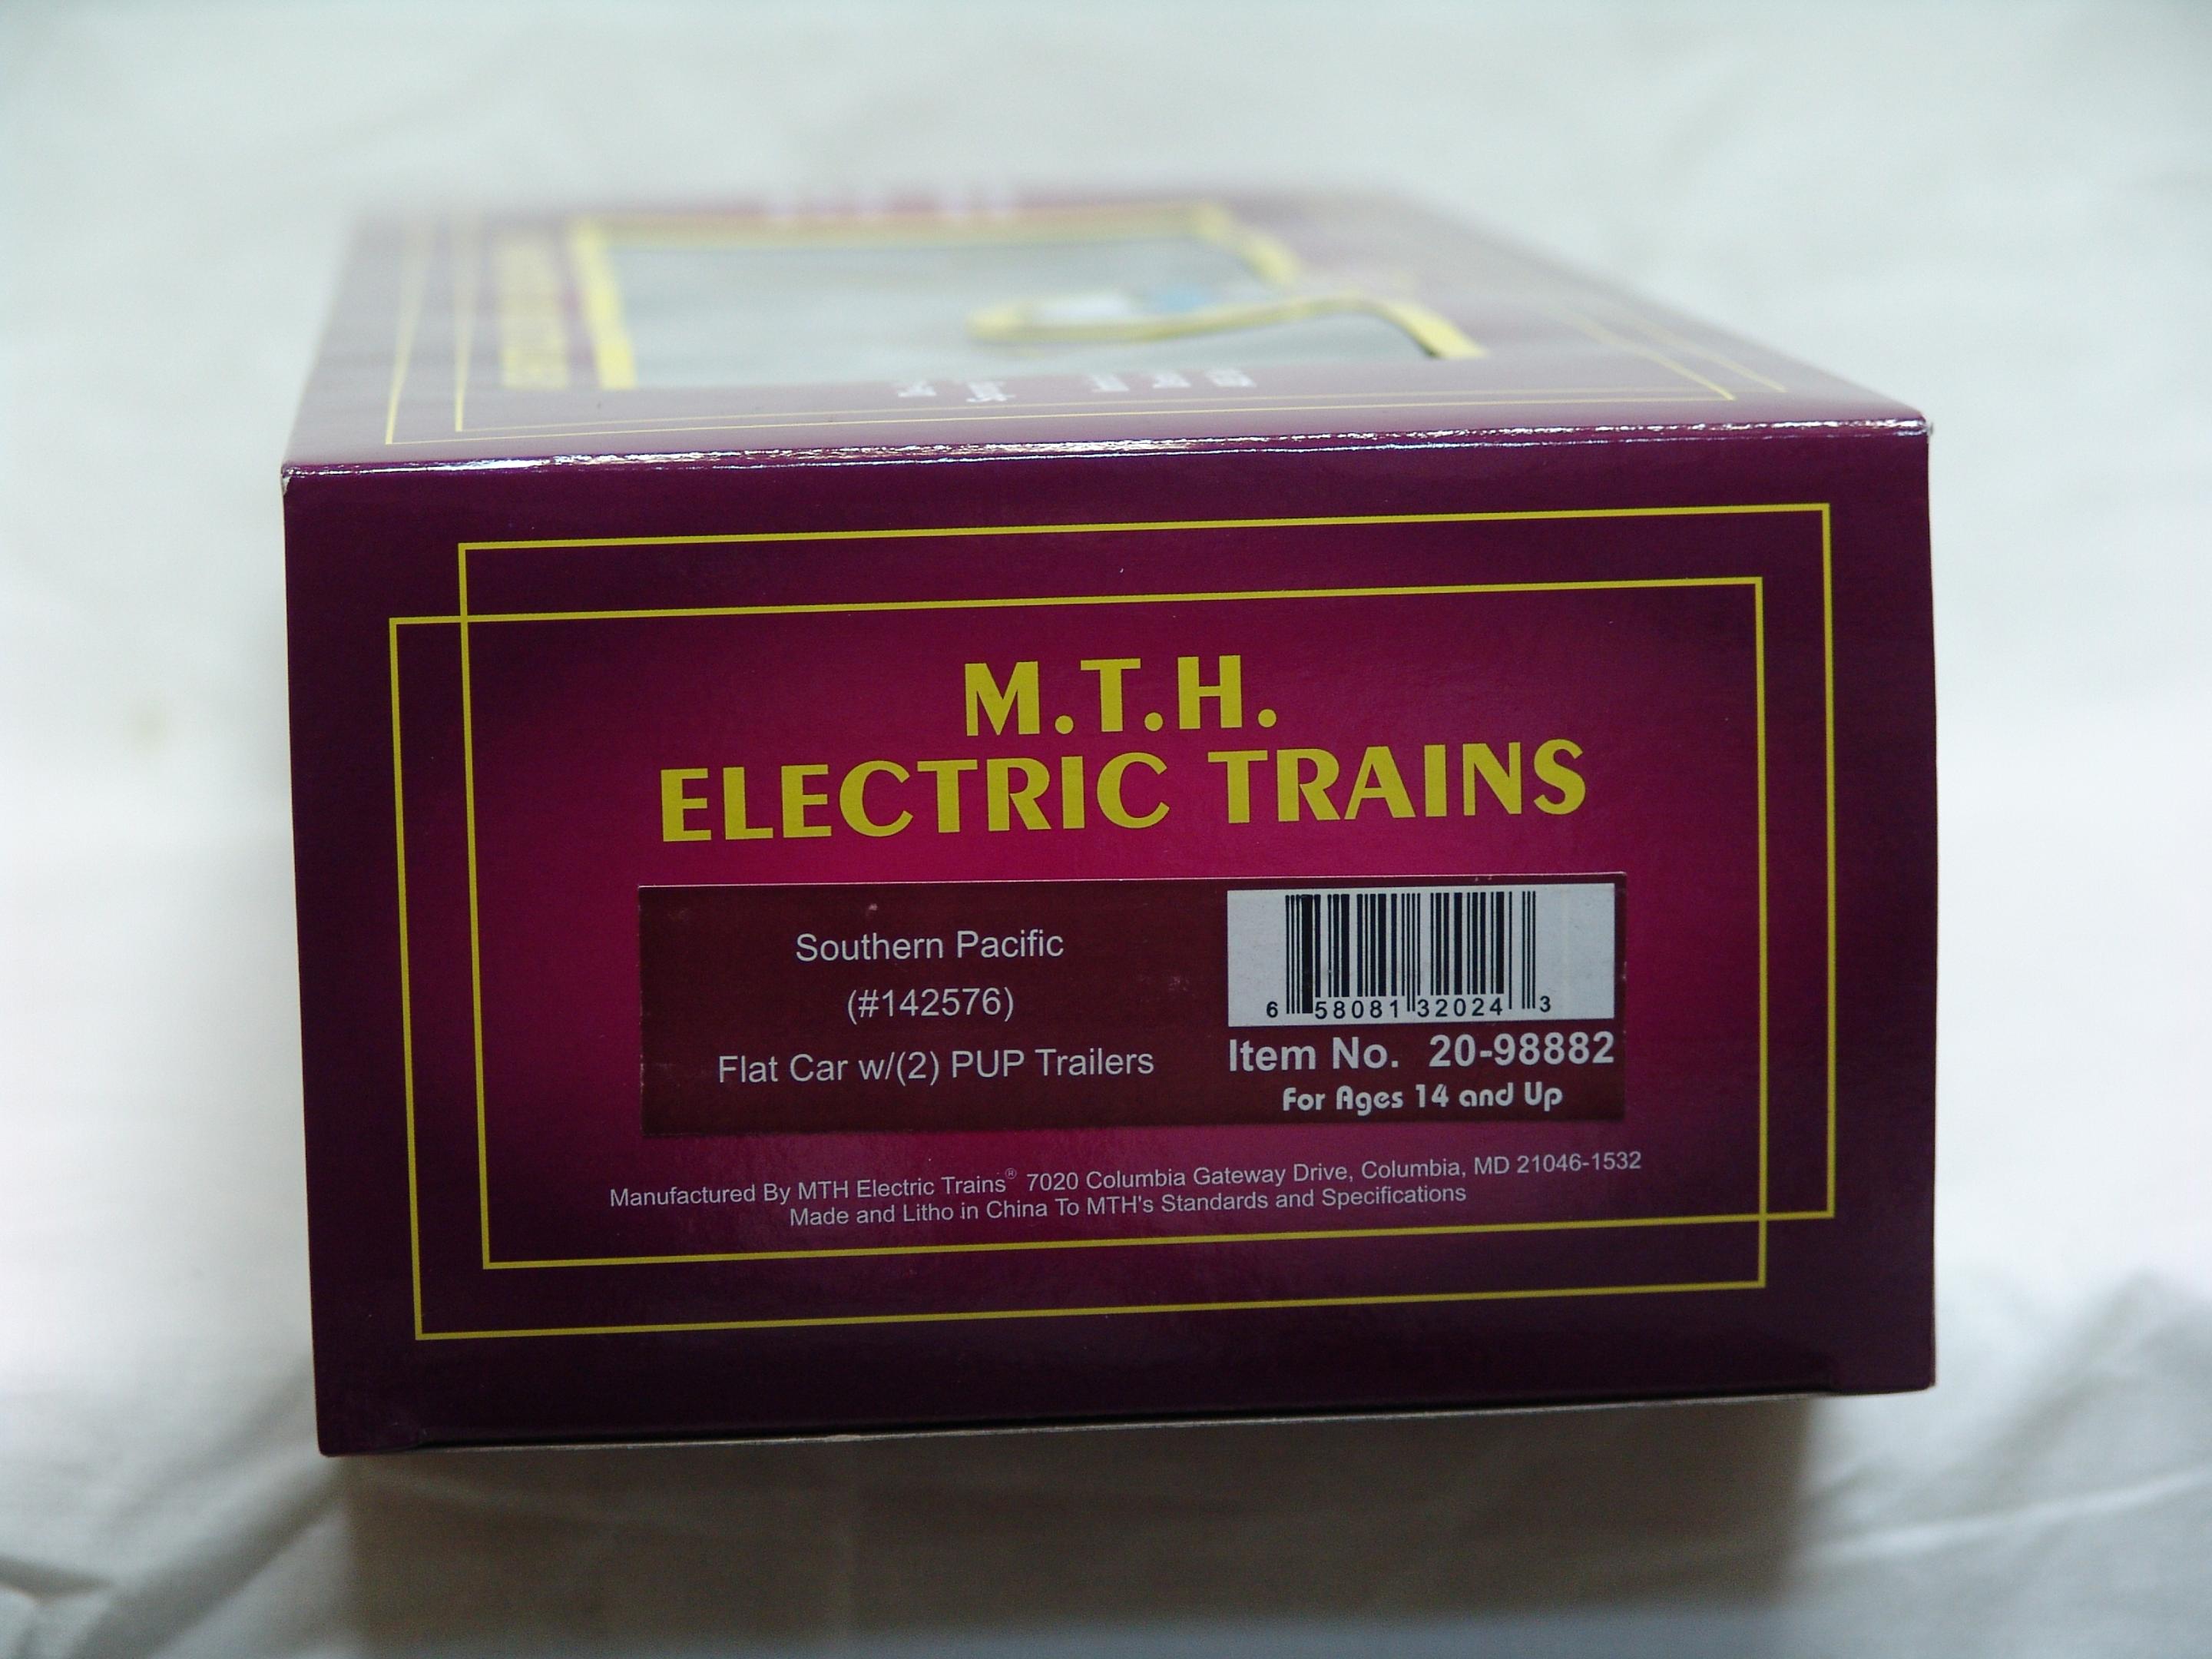 M.T.H.
ELECTRIC TRAINS
Southern Pacific
(#142576)
Flat Car w/(2) PUP Trailers
6 58081 32024 3
Item No. 20-98882
For Ages 14 and Up
Manufactured By MTH Electric Trains® 7020 Columbia Gateway Drive, Columbia, MD 21046-1532
Made and Litho in China To MTH's Standards and Specifications